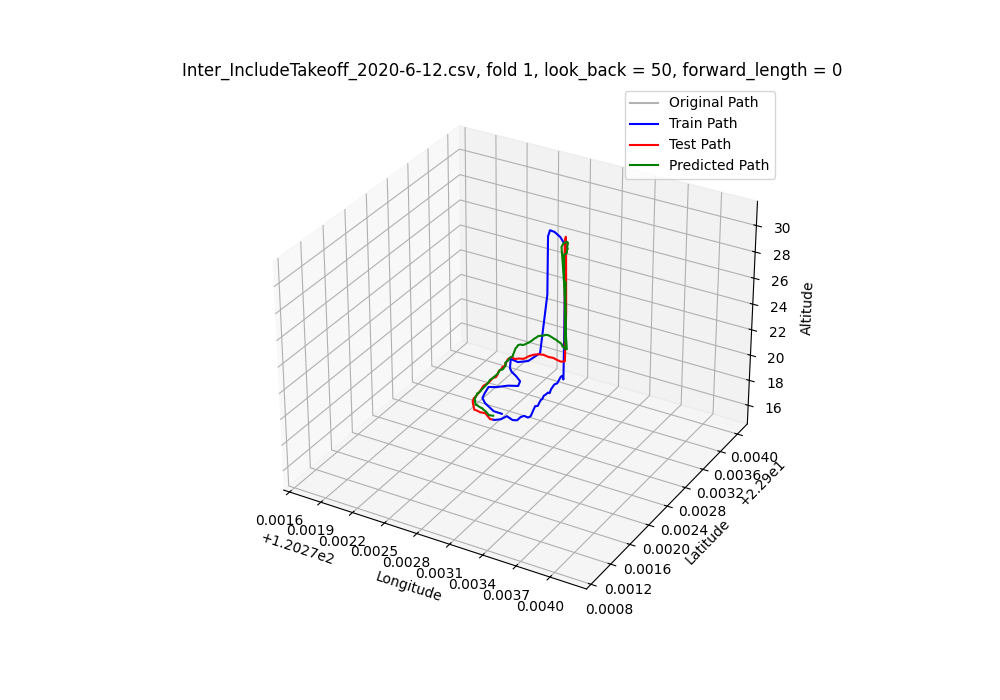 Inter_IncludeTakeoff_2020-6-12.csv, fold 1, look_back = 50, forward_length = 0
Original Path
Train Path
Test Path
Predicted Path
30
28
26
24
22
20
18
16
Altitude
0.0016
0.0019
0.0022
0.0025
0.0028
0.0031
0.0034
0.0037
0.0040
+1.2027e2
Longitude
0.0040
0.0036
0.0032
0.0028
0.0024
0.0020
0.0016
0.0012
0.0008
+2.29e1
Latitude